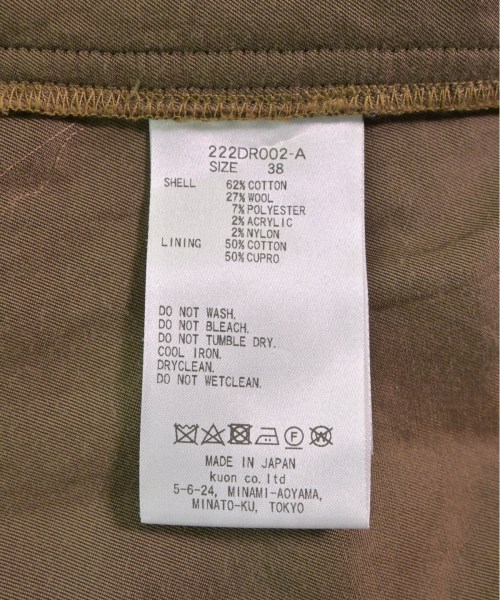 222DR002-A
SIZE 38
SHELL 62% COTTON
27% WOOL
7% POLYESTER
2% ACRYLIC
2% NYLON
LINING 50% COTTON
50% CUPRO
DO NOT WASH.
DO NOT BLEACH.
DO NOT TUMBLE DRY.
COOL IRON.
DRYCLEAN.
DO NOT WETCLEAN.
F W
MADE IN JAPAN
kuon co. ltd
5-6-24, MINAMI-AOYAMA,
MINATO-KU, TOKYO